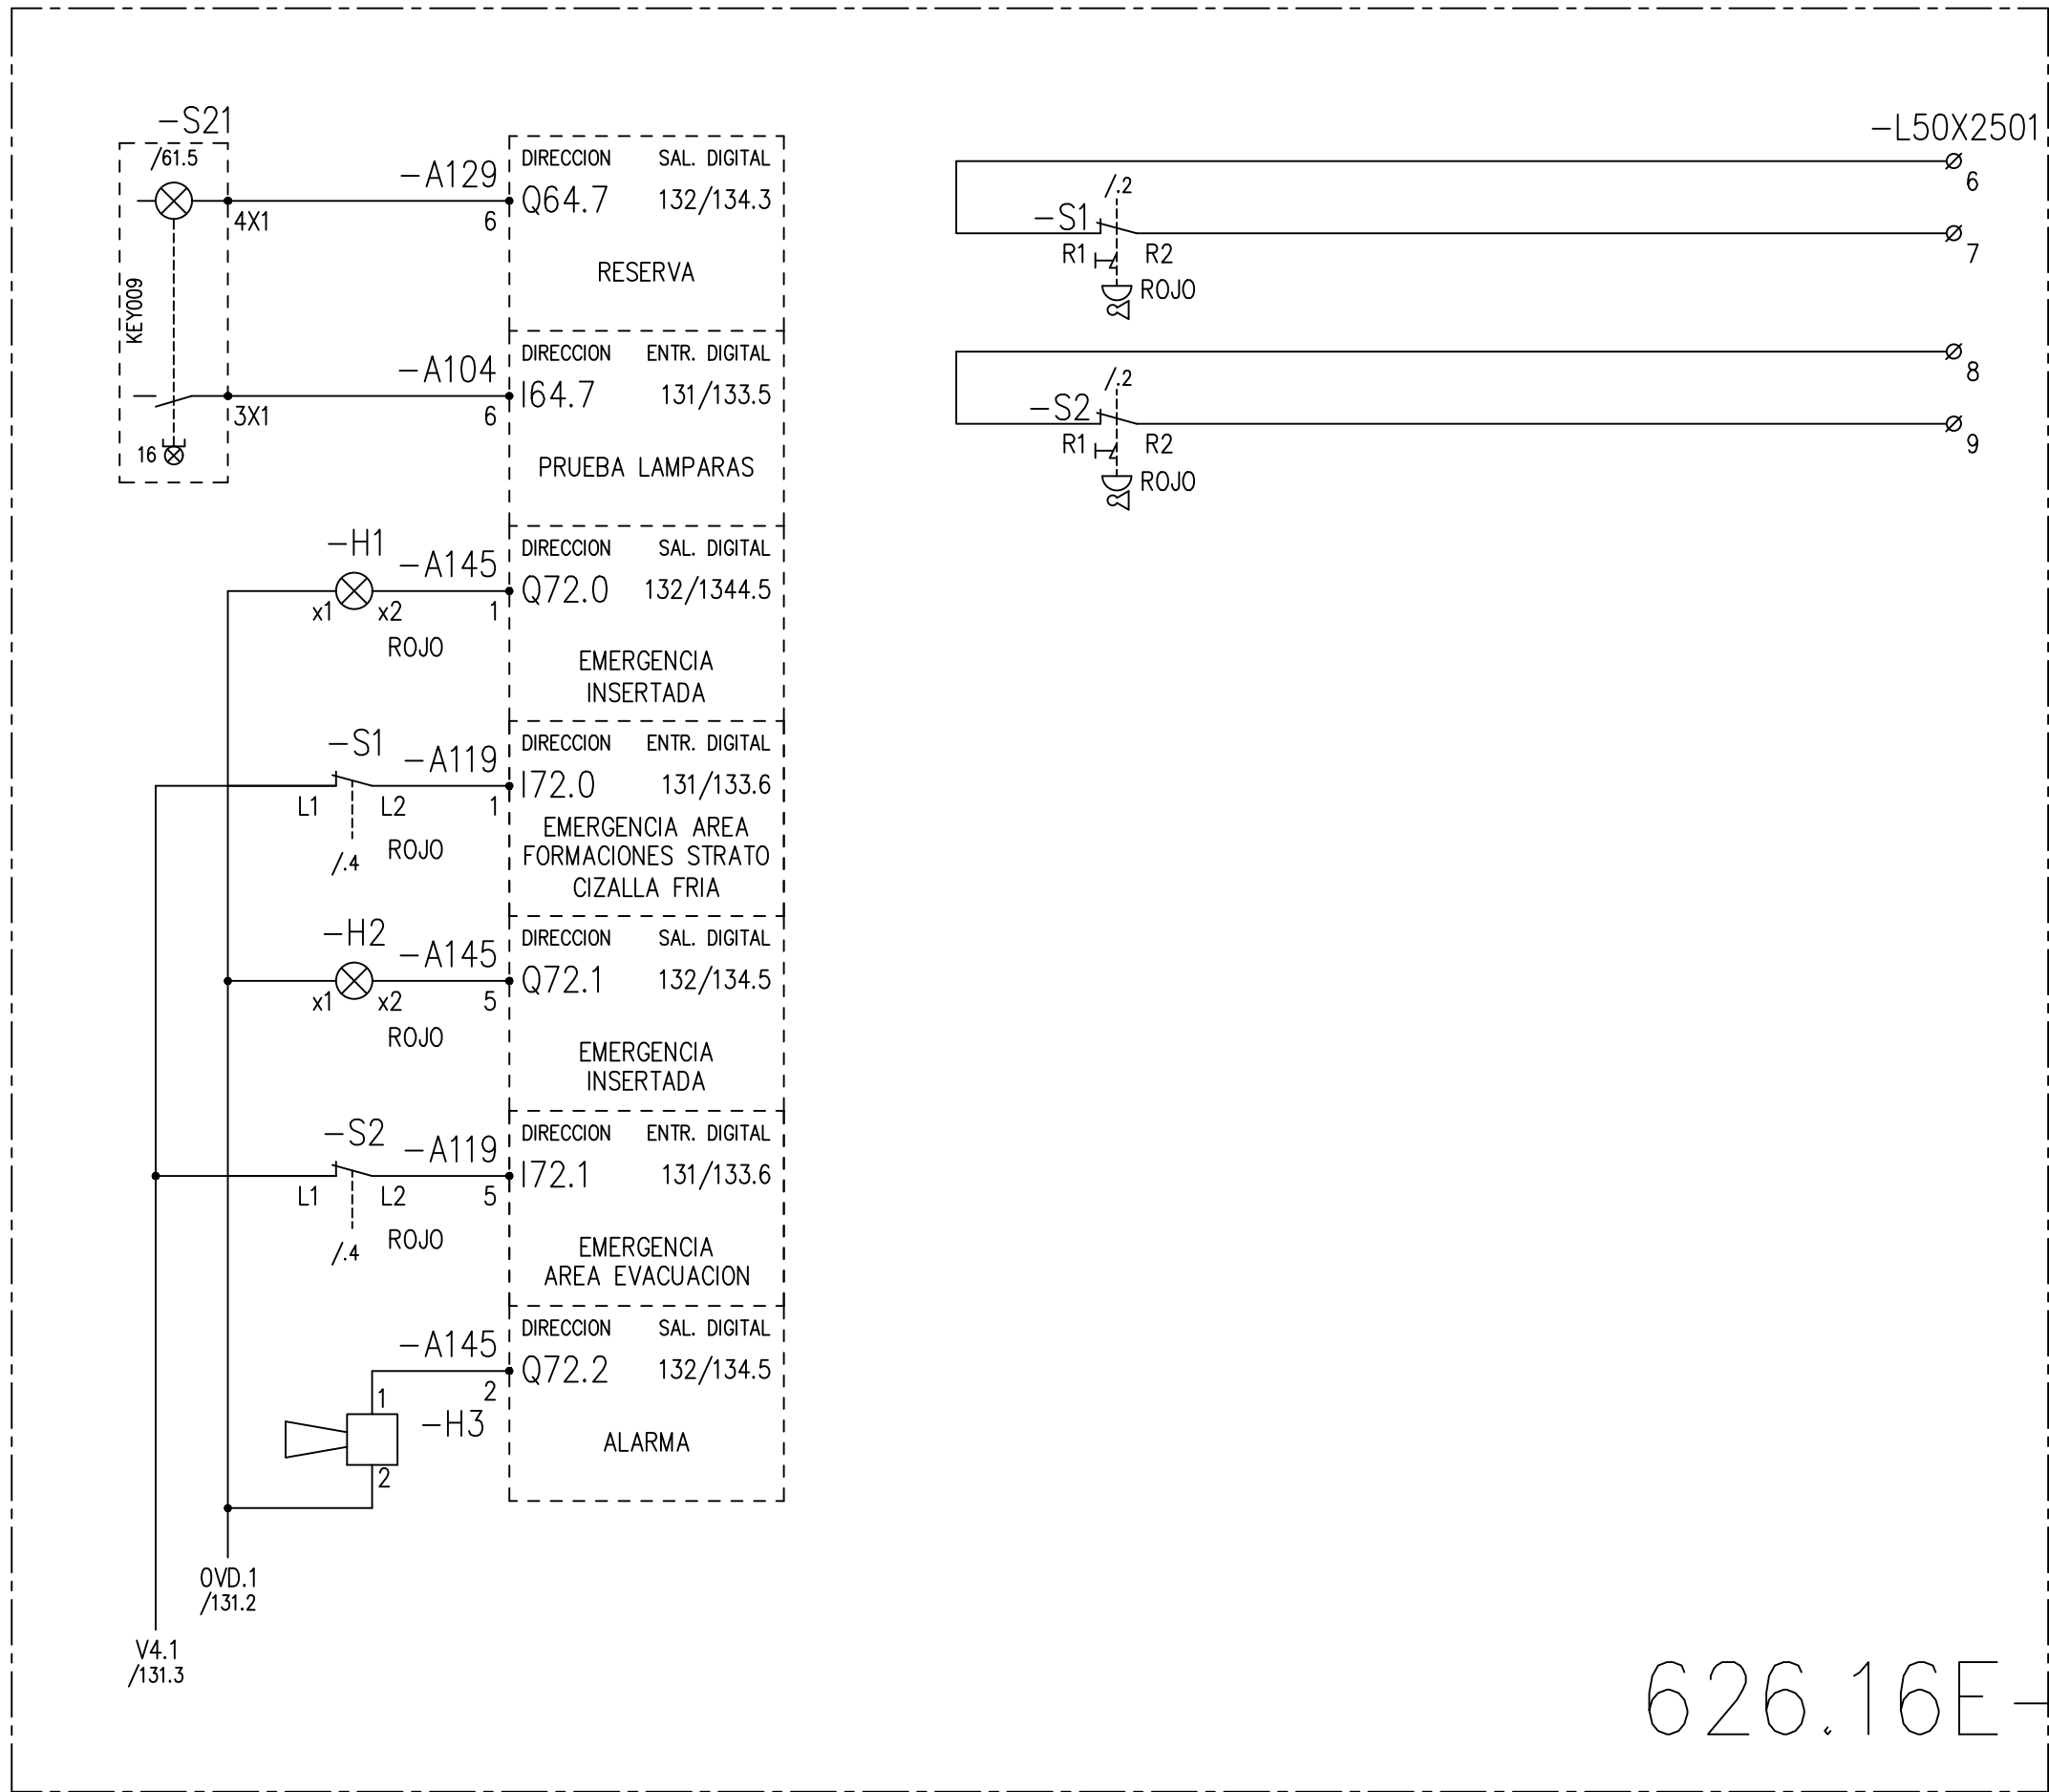 -S21
/61.5
4X1
KEY009
3X1
16
-A129
6
DIRECCION SAL. DIGITAL
Q64.7 132/134.3
RESERVA
-A104
6
DIRECCION ENTR. DIGITAL
I64.7 131/133.5
PRUEBA LAMPARAS
-H1
x1 x2
ROJO
-A145
1
DIRECCION SAL. DIGITAL
Q72.0 132/1344.5
EMERGENCIA
INSERTADA
-S1
L1 L2
/.4 ROJO
-A119
1
DIRECCION ENTR. DIGITAL
I72.0 131/133.6
EMERGENCIA AREA
FORMACIONES STRATO
CIZALLA FRIA
-H2
x1 x2
ROJO
-A145
5
DIRECCION SAL. DIGITAL
Q72.1 132/134.5
EMERGENCIA
INSERTADA
-S2
L1 L2
/.4 ROJO
-A119
5
DIRECCION ENTR. DIGITAL
I72.1 131/133.6
EMERGENCIA
AREA EVACUACION
-A145
2
DIRECCION SAL. DIGITAL
Q72.2 132/134.5
ALARMA
1
-H3
2
0VD.1
/131.2
V4.1
/131.3
-L50X2501
6
/.2
-S1
R1 R2
7
ROJO
8
/.2
-S2
R1 R2
9
ROJO
626.16E-